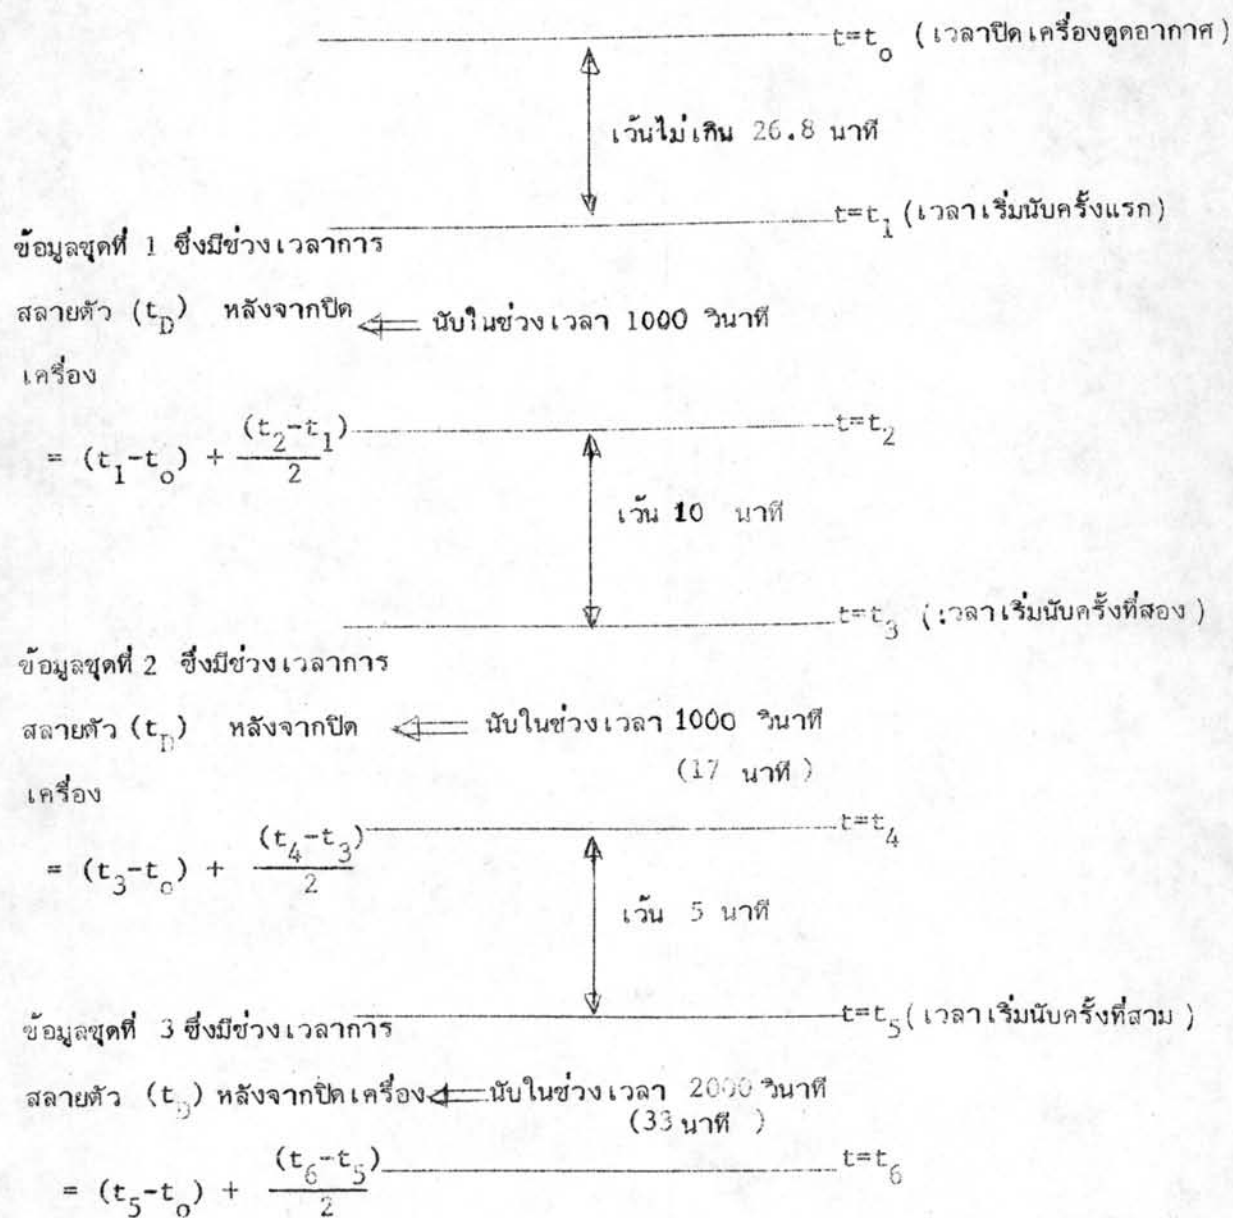 t=t₀ (เวลาปิดเครื่องดูดอากาศ)
เว้นไม่เกิน 26.8 นาที
t=t₁ (เวลาเริ่มนับครั้งแรก)
ข้อมูลชุดที่ 1 ซึ่งมีช่วงเวลาการ
สลายตัว (t_D) หลังจากปิด ⟸ นับในช่วงเวลา 1000 วินาที
เครื่อง
= (t₁-t₀) + (t₂-t₁)/2 t=t₂
เว้น 10 นาที
t=t₃ (เวลาเริ่มนับครั้งที่สอง)
ข้อมูลชุดที่ 2 ซึ่งมีช่วงเวลาการ
สลายตัว (t_D) หลังจากปิด ⟸ นับในช่วงเวลา 1000 วินาที
(17 นาที)
เครื่อง
= (t₃-t₀) + (t₄-t₃)/2 t=t₄
เว้น 5 นาที
t=t₅ (เวลาเริ่มนับครั้งที่สาม)
ข้อมูลชุดที่ 3 ซึ่งมีช่วงเวลาการ
สลายตัว (t_D) หลังจากปิดเครื่อง ⟸ นับในช่วงเวลา 2000 วินาที
(33 นาที)
= (t₅-t₀) + (t₆-t₅)/2 t=t₆